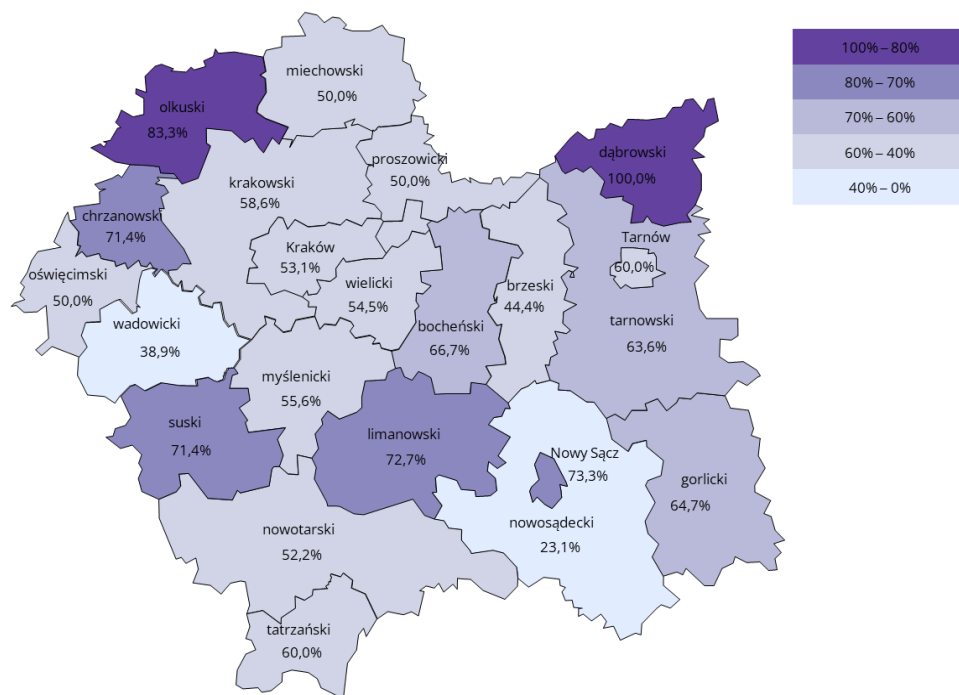 miechowski
50,0%
olkuski
83,3%
100% – 80%
80% – 70%
70% – 60%
60% – 40%
40% – 0%
dąbrowski
100,0%
proszowicki
50,0%
krakowski
58,6%
chrzanowski
71,4%
Kraków
53,1%
Tarnów
60,0%
oświęcimski
50,0%
wielicki
54,5%
brzeski
44,4%
wadowicki
38,9%
bocheński
66,7%
tarnowski
63,6%
myślenicki
55,6%
suski
71,4%
limanowski
72,7%
Nowy Sącz
73,3%
gorlicki
64,7%
nowosądecki
23,1%
nowotarski
52,2%
tatrzański
60,0%